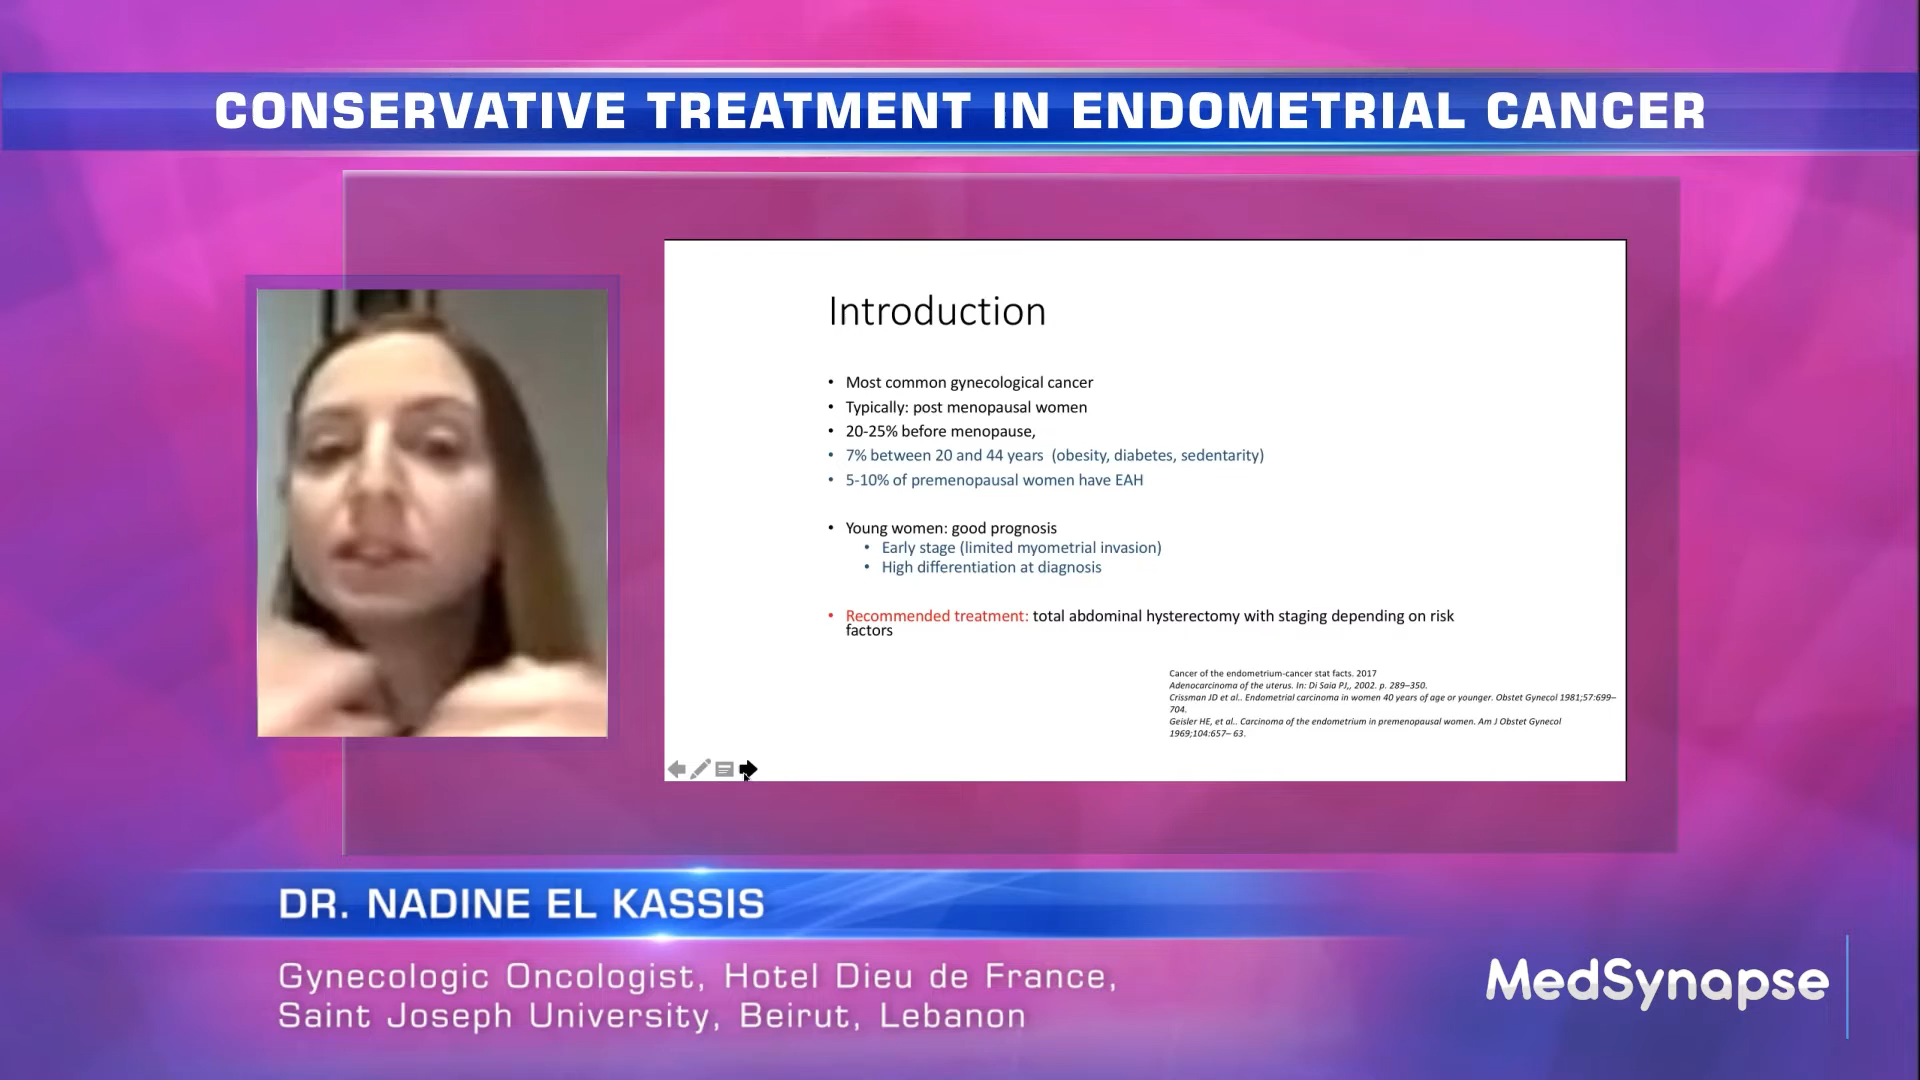 CONSERVATIVE TREATMENT IN ENDOMETRIAL CANCER
Introduction
• Most common gynecological cancer
• Typically: post menopausal women
• 20-25% before menopause,
• 7% between 20 and 44 years (obesity, diabetes, sedentarity)
• 5-10% of premenopausal women have EAH
• Young women: good prognosis
• Early stage (limited myometrial invasion)
• High differentiation at diagnosis
• Recommended treatment: total abdominal hysterectomy with staging depending on risk
factors
Cancer of the endometrium-cancer stat facts. 2017
Adenocarcinoma of the uterus. In: Di Saia PJ,, 2002. p. 289–350.
Crissman JD et al.. Endometrial carcinoma in women 40 years of age or younger. Obstet Gynecol 1981;57:699–
704.
Geisler HE, et al.. Carcinoma of the endometrium in premenopausal women. Am J Obstet Gynecol
1969;104:657– 63.
DR. NADINE EL KASSIS
Gynecologic Oncologist, Hotel Dieu de France,
Saint Joseph University, Beirut, Lebanon
MedSynapse